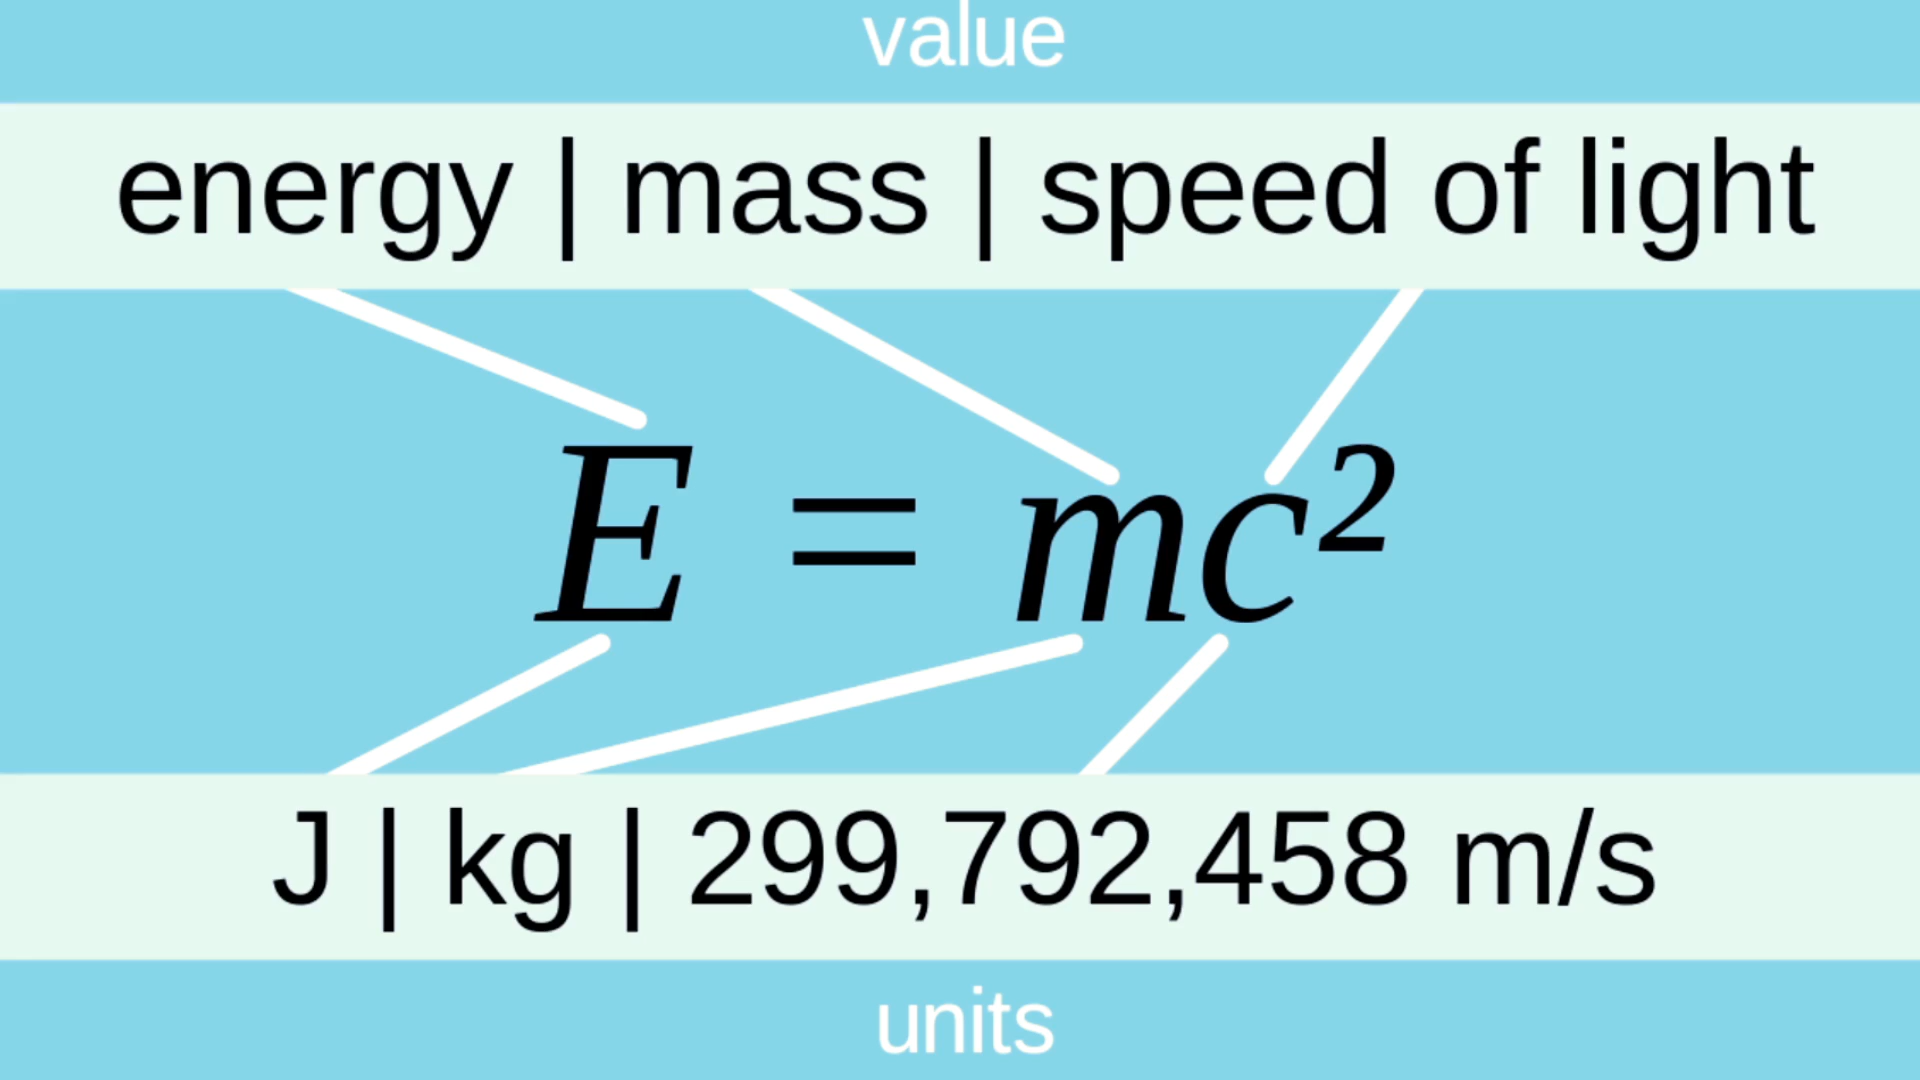 value
energy | mass | speed of light
E = mc²
J | kg | 299,792,458 m/s
units